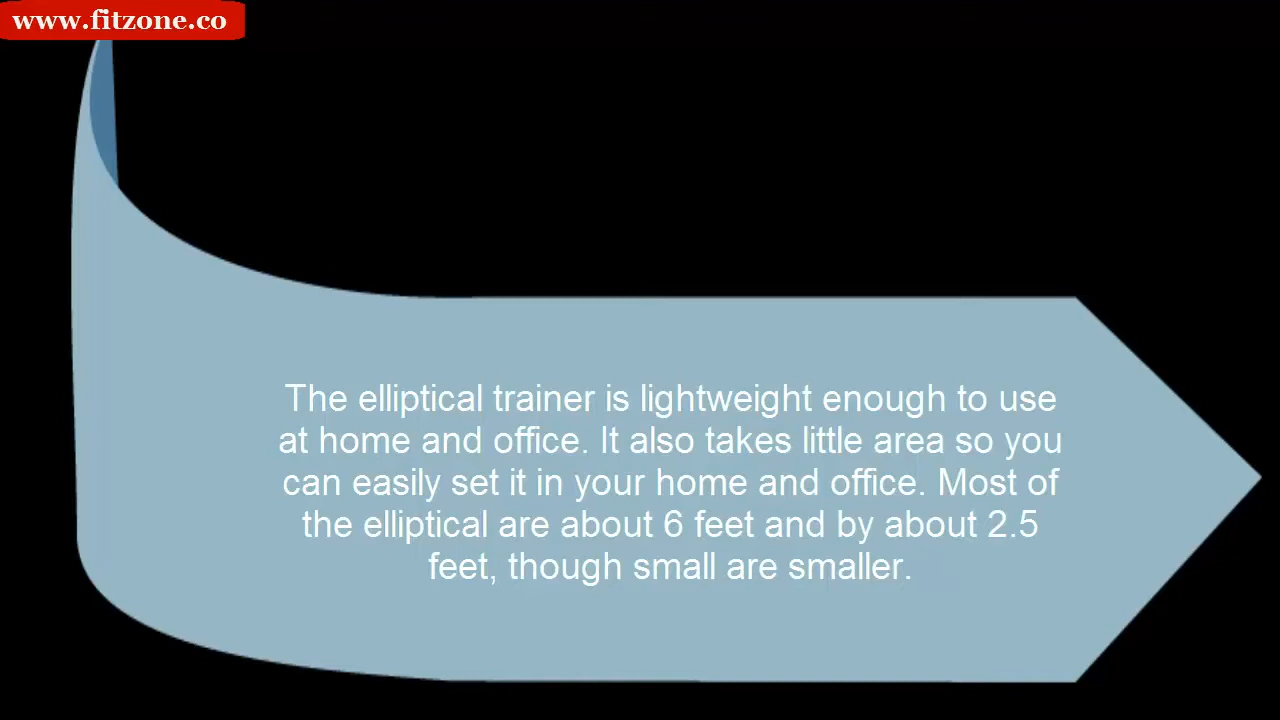 www.fitzone.co
The elliptical trainer is lightweight enough to use
at home and office. It also takes little area so you
can easily set it in your home and office. Most of
the elliptical are about 6 feet and by about 2.5
feet, though small are smaller.